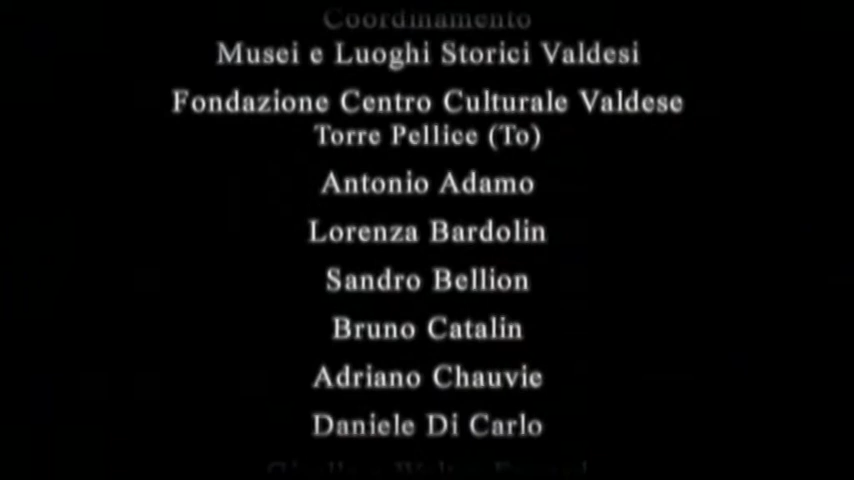 Coordinamento
Musei e Luoghi Storici Valdesi
Fondazione Centro Culturale Valdese
Torre Pellice (To)
Antonio Adamo
Lorenza Bardolin
Sandro Bellion
Bruno Catalin
Adriano Chauvie
Daniele Di Carlo